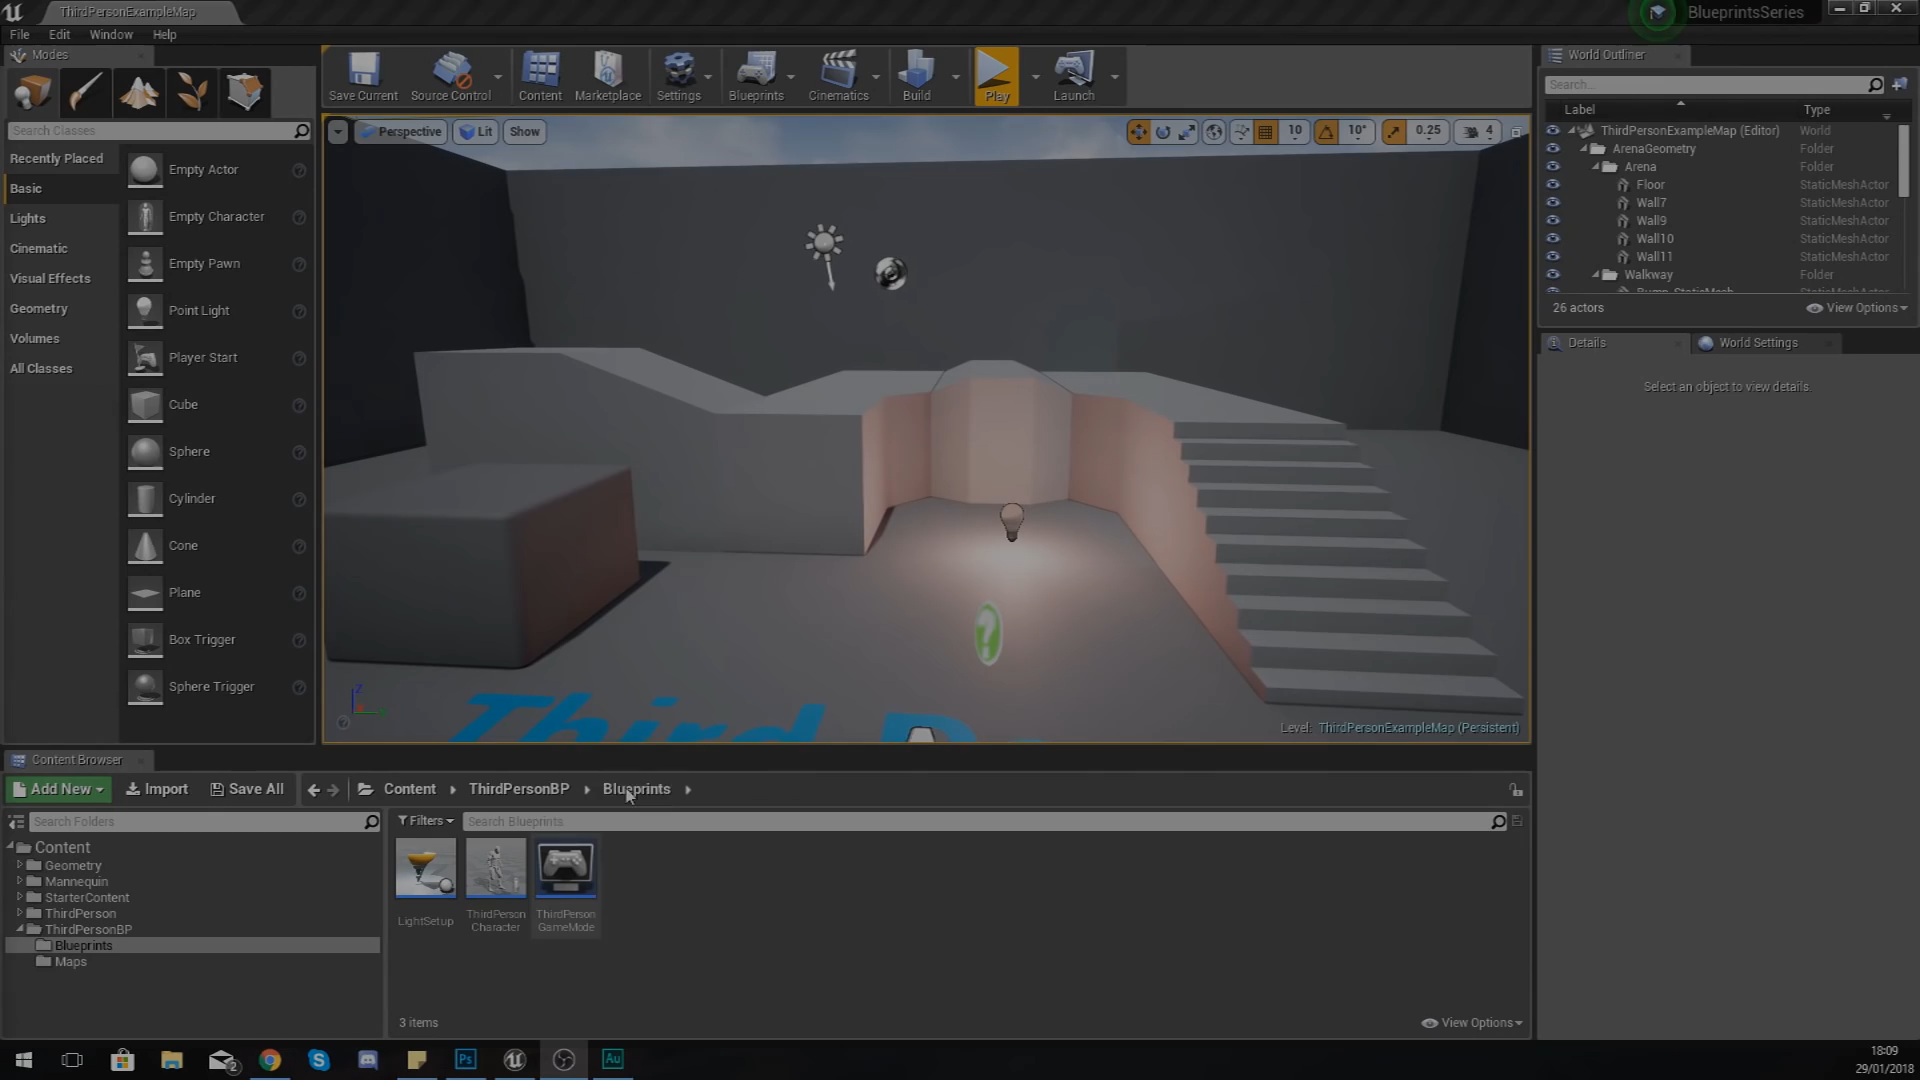 ThirdPersonExampleMap
BlueprintsSeries
File Edit Window Help
Modes
Save Current
Source Control
Content
Marketplace
Settings
Blueprints
Cinematics
Build
Play
Launch
World Outliner
Search...
Label Type
ThirdPersonExampleMap (Editor) World
ArenaGeometry Folder
Arena Folder
Floor StaticMeshActor
Wall7 StaticMeshActor
Wall9 StaticMeshActor
Wall10 StaticMeshActor
Wall11 StaticMeshActor
Walkway Folder
26 actors
View Options
Details
World Settings
Select an object to view details.
Search Classes
Recently Placed
Basic
Lights
Cinematic
Visual Effects
Geometry
Volumes
All Classes
Empty Actor
Empty Character
Empty Pawn
Point Light
Player Start
Cube
Sphere
Cylinder
Cone
Plane
Box Trigger
Sphere Trigger
Perspective
Lit
Show
10
10°
0.25
4
Third
Z
Level: ThirdPersonExampleMap (Persistent)
Content Browser
Add New
Import
Save All
Content
ThirdPersonBP
Blueprints
Search Folders
Filters
Search Blueprints
Content
Geometry
Mannequin
StarterContent
ThirdPerson
ThirdPersonBP
Blueprints
Maps
LightSetup
ThirdPerson
Character
ThirdPerson
GameMode
3 items
View Options
2
Ps
Au
18:09
29/01/2018